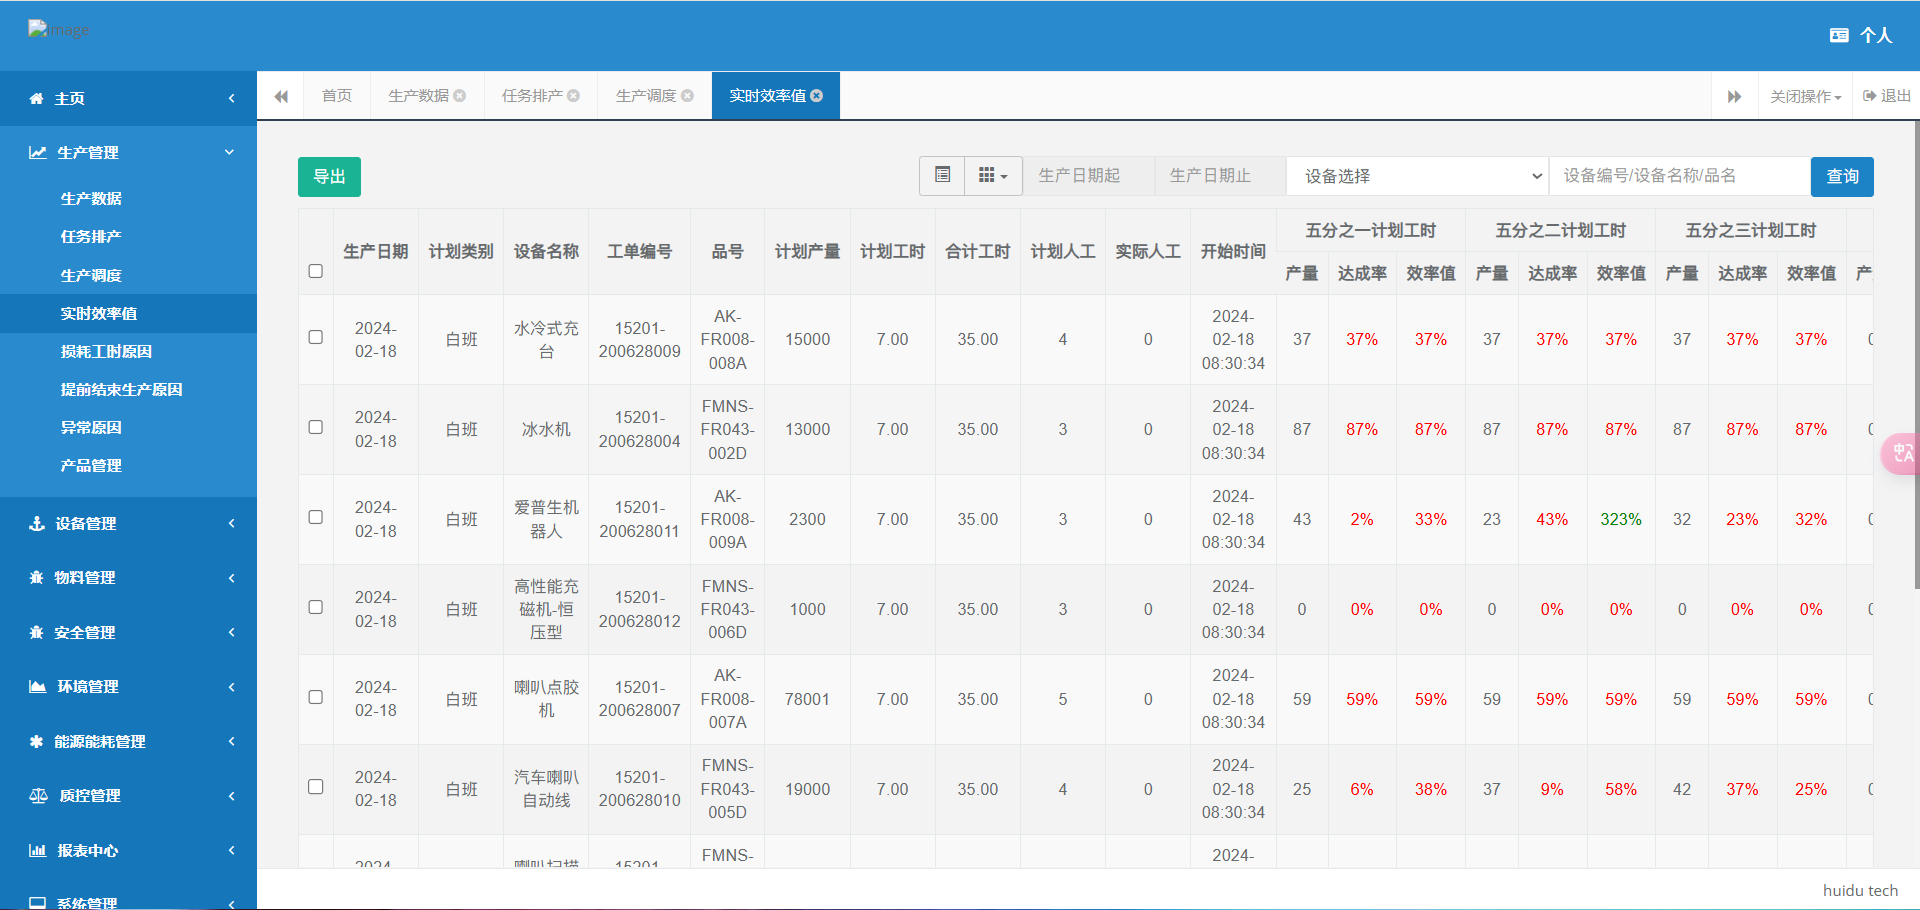 Image
个人
主页
生产管理
生产数据
任务排产
生产调度
实时效率值
损耗工时原因
提前结束生产原因
异常原因
产品管理
设备管理
物料管理
安全管理
环境管理
能源能耗管理
质控管理
报表中心
系统管理
首页 生产数据 任务排产 生产调度 实时效率值 关闭操作 退出
导出 生产日期起 生产日期止 设备选择 设备编号/设备名称/品名 查询
生产日期 计划类别 设备名称 工单编号 品号 计划产量 计划工时 合计工时 计划人工 实际人工 开始时间 五分之一计划工时 五分之二计划工时 五分之三计划工时
产量 达成率 效率值 产量 达成率 效率值 产量 达成率 效率值 产
2024-02-18 白班 水冷式充台 15201-200628009 AK-FR008-008A 15000 7.00 35.00 4 0 2024-02-18 08:30:34 37 37% 37% 37 37% 37% 37 37% 37%
2024-02-18 白班 冰水机 15201-200628004 FMNS-FR043-002D 13000 7.00 35.00 3 0 2024-02-18 08:30:34 87 87% 87% 87 87% 87% 87 87% 87%
2024-02-18 白班 爱普生机器人 15201-200628011 AK-FR008-009A 2300 7.00 35.00 3 0 2024-02-18 08:30:34 43 2% 33% 23 43% 323% 32 23% 32%
2024-02-18 白班 高性能充磁机-恒压型 15201-200628012 FMNS-FR043-006D 1000 7.00 35.00 3 0 2024-02-18 08:30:34 0 0% 0% 0 0% 0% 0 0% 0%
2024-02-18 白班 喇叭点胶机 15201-200628007 AK-FR008-007A 78001 7.00 35.00 5 0 2024-02-18 08:30:34 59 59% 59% 59 59% 59% 59 59% 59%
2024-02-18 白班 汽车喇叭自动线 15201-200628010 FMNS-FR043-005D 19000 7.00 35.00 4 0 2024-02-18 08:30:34 25 6% 38% 37 9% 58% 42 37% 25%
2024- 喇叭扫描 15201- FMNS- 2024-
huidu tech